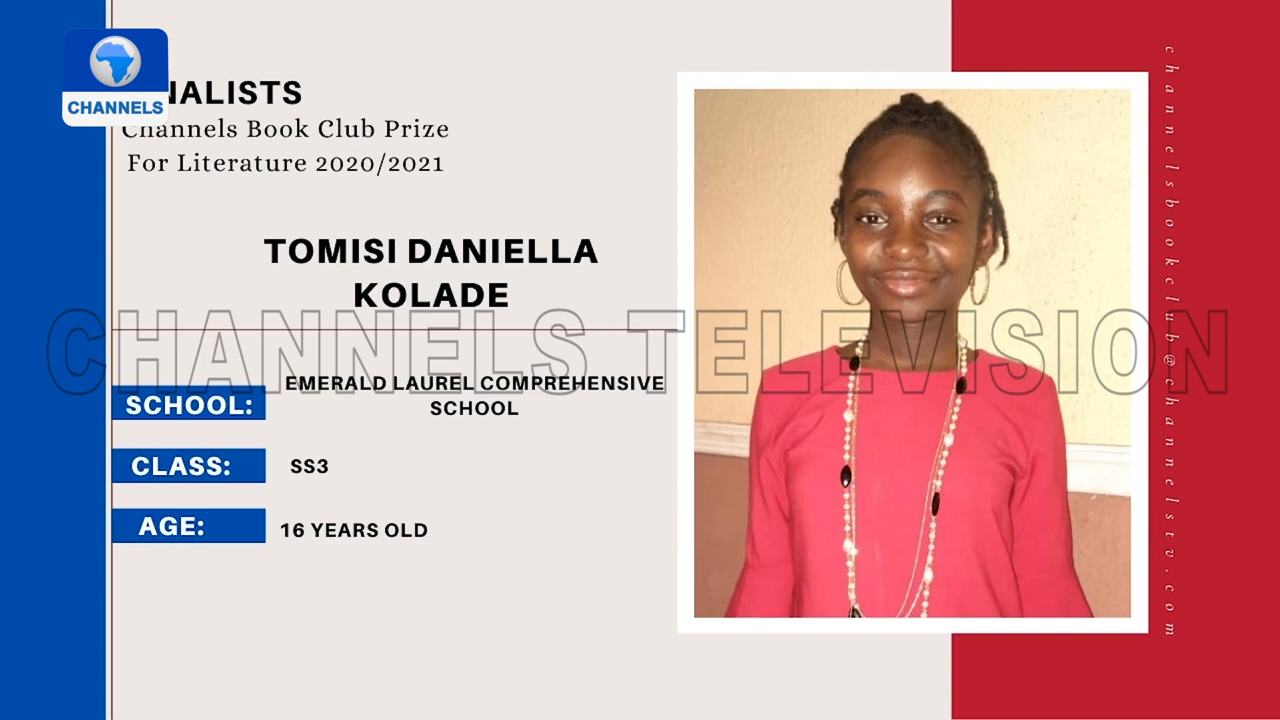 CHANNELS
NALISTS
Channels Book Club Prize
For Literature 2020/2021
TOMISI DANIELLA
KOLADE
CHANNELS TELEVISION
SCHOOL:
EMERALD LAUREL COMPREHENSIVE
SCHOOL
CLASS:
SS3
AGE:
16 YEARS OLD
channelsbookclub@channelstv.com